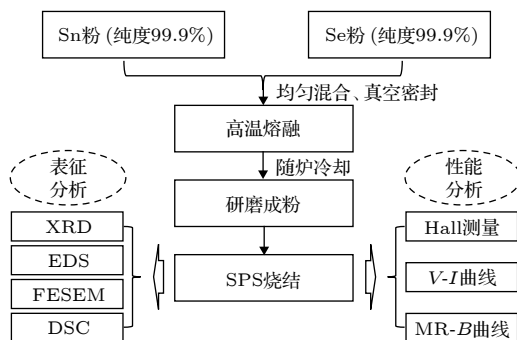 Sn粉 (纯度99.9%)
Se粉 (纯度99.9%)
均匀混合、真空密封
高温熔融
随炉冷却
研磨成粉
SPS烧结
表征
分析
XRD
EDS
FESEM
DSC
性能
分析
Hall测量
V-I曲线
MR-B曲线